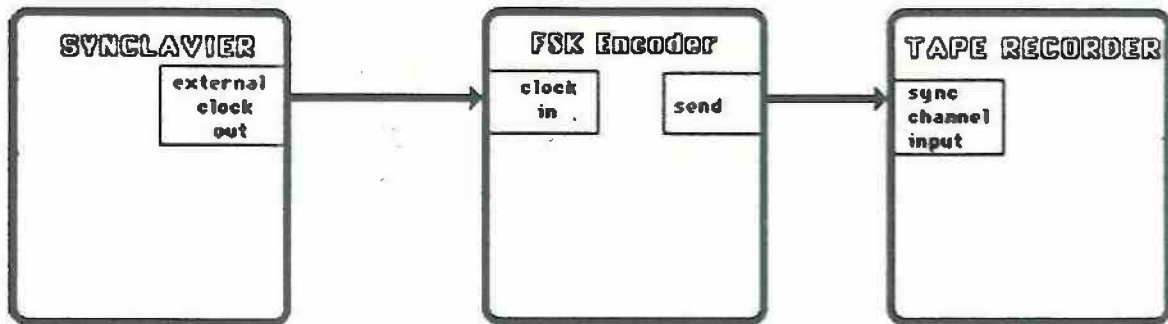 SYNCLAVIER
external
clock
out
FSK Encoder
clock
in
send
TAPE RECORDER
sync
channel
input